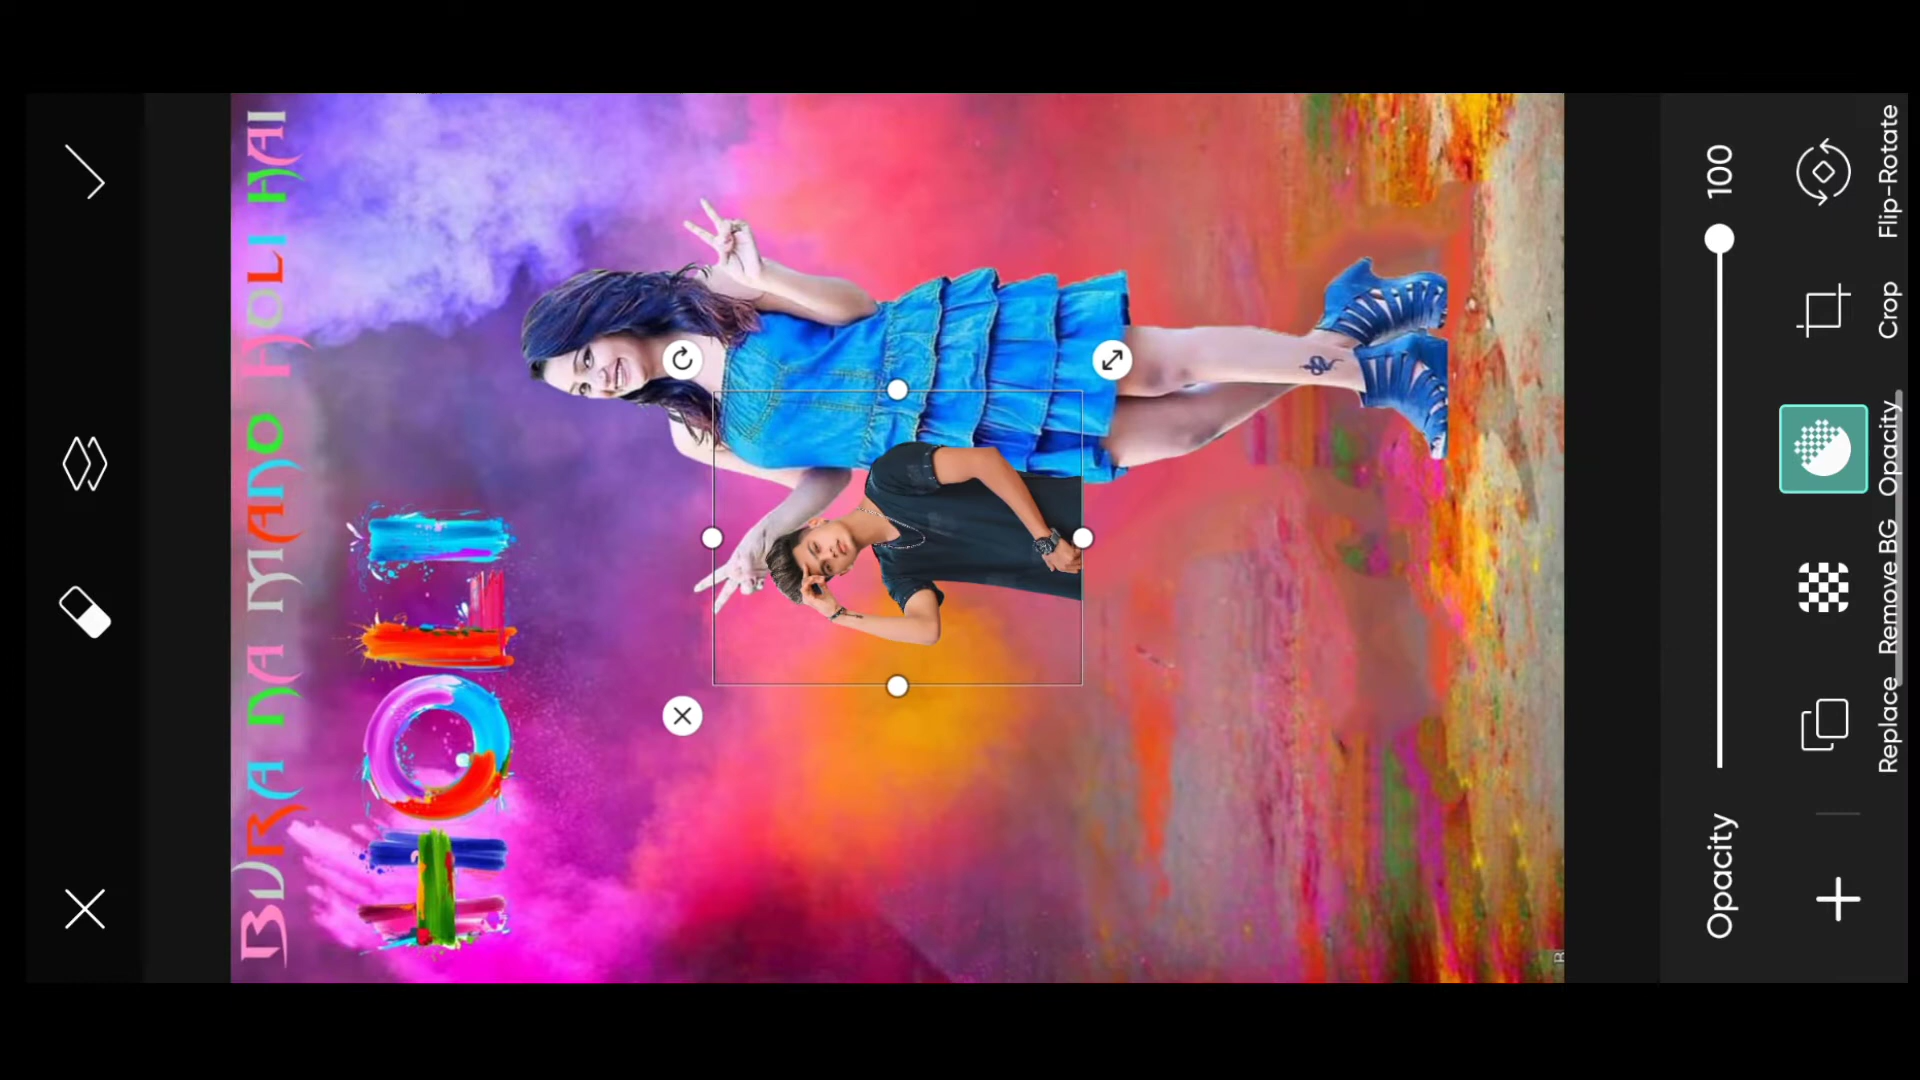 BURA NA MANO HOLI HAI
HOLI
Opacity
100
Replace
Remove BG
Opacity
Crop
Flip-Rotate